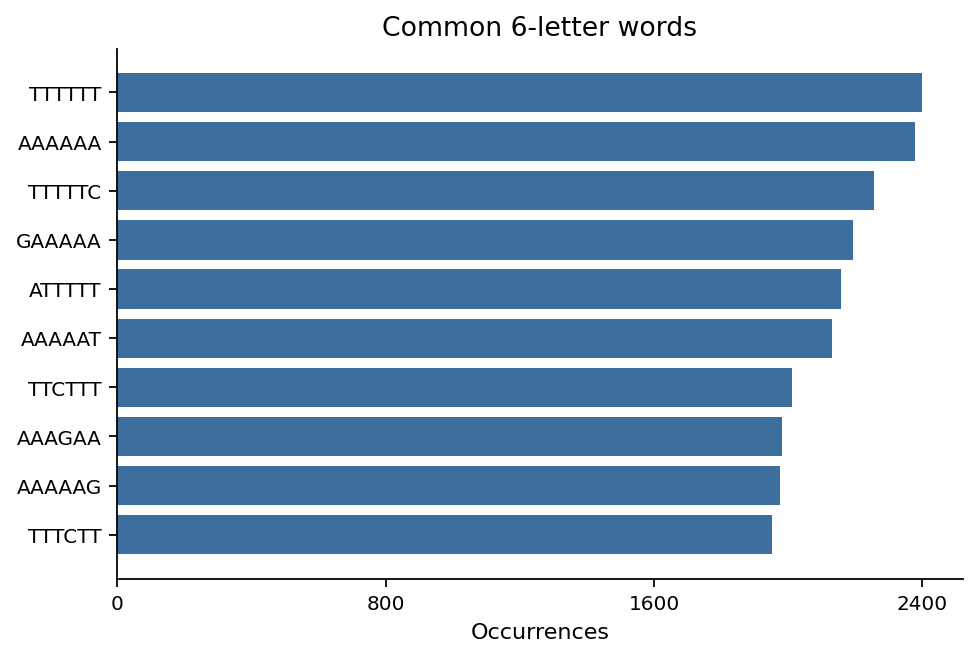 Common 6-letter words
TTTTTT
AAAAAA
TTTTTC
GAAAAA
ATTTTT
AAAAAT
TTCTTT
AAAGAA
AAAAAG
TTTCTT
0 800 1600 2400
Occurrences